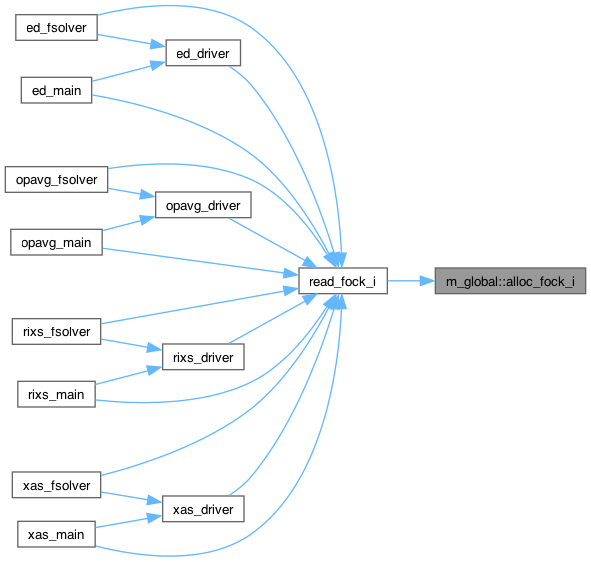 ed_fsolver
ed_driver
ed_main
opavg_fsolver
opavg_driver
opavg_main
read_fock_i
m_global::alloc_fock_i
rixs_fsolver
rixs_driver
rixs_main
xas_fsolver
xas_driver
xas_main